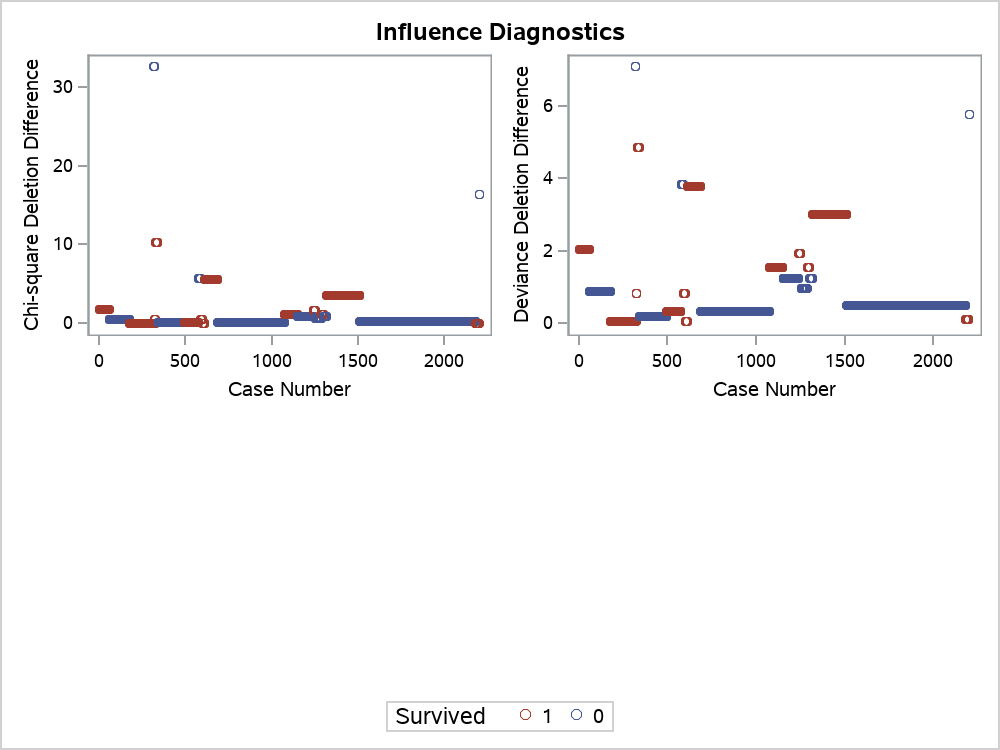 Influence Diagnostics
Chi-square Deletion Difference
30
20
10
0
0 500 1000 1500 2000
Case Number
Deviance Deletion Difference
6
4
2
0
0 500 1000 1500 2000
Case Number
Survived 1 0